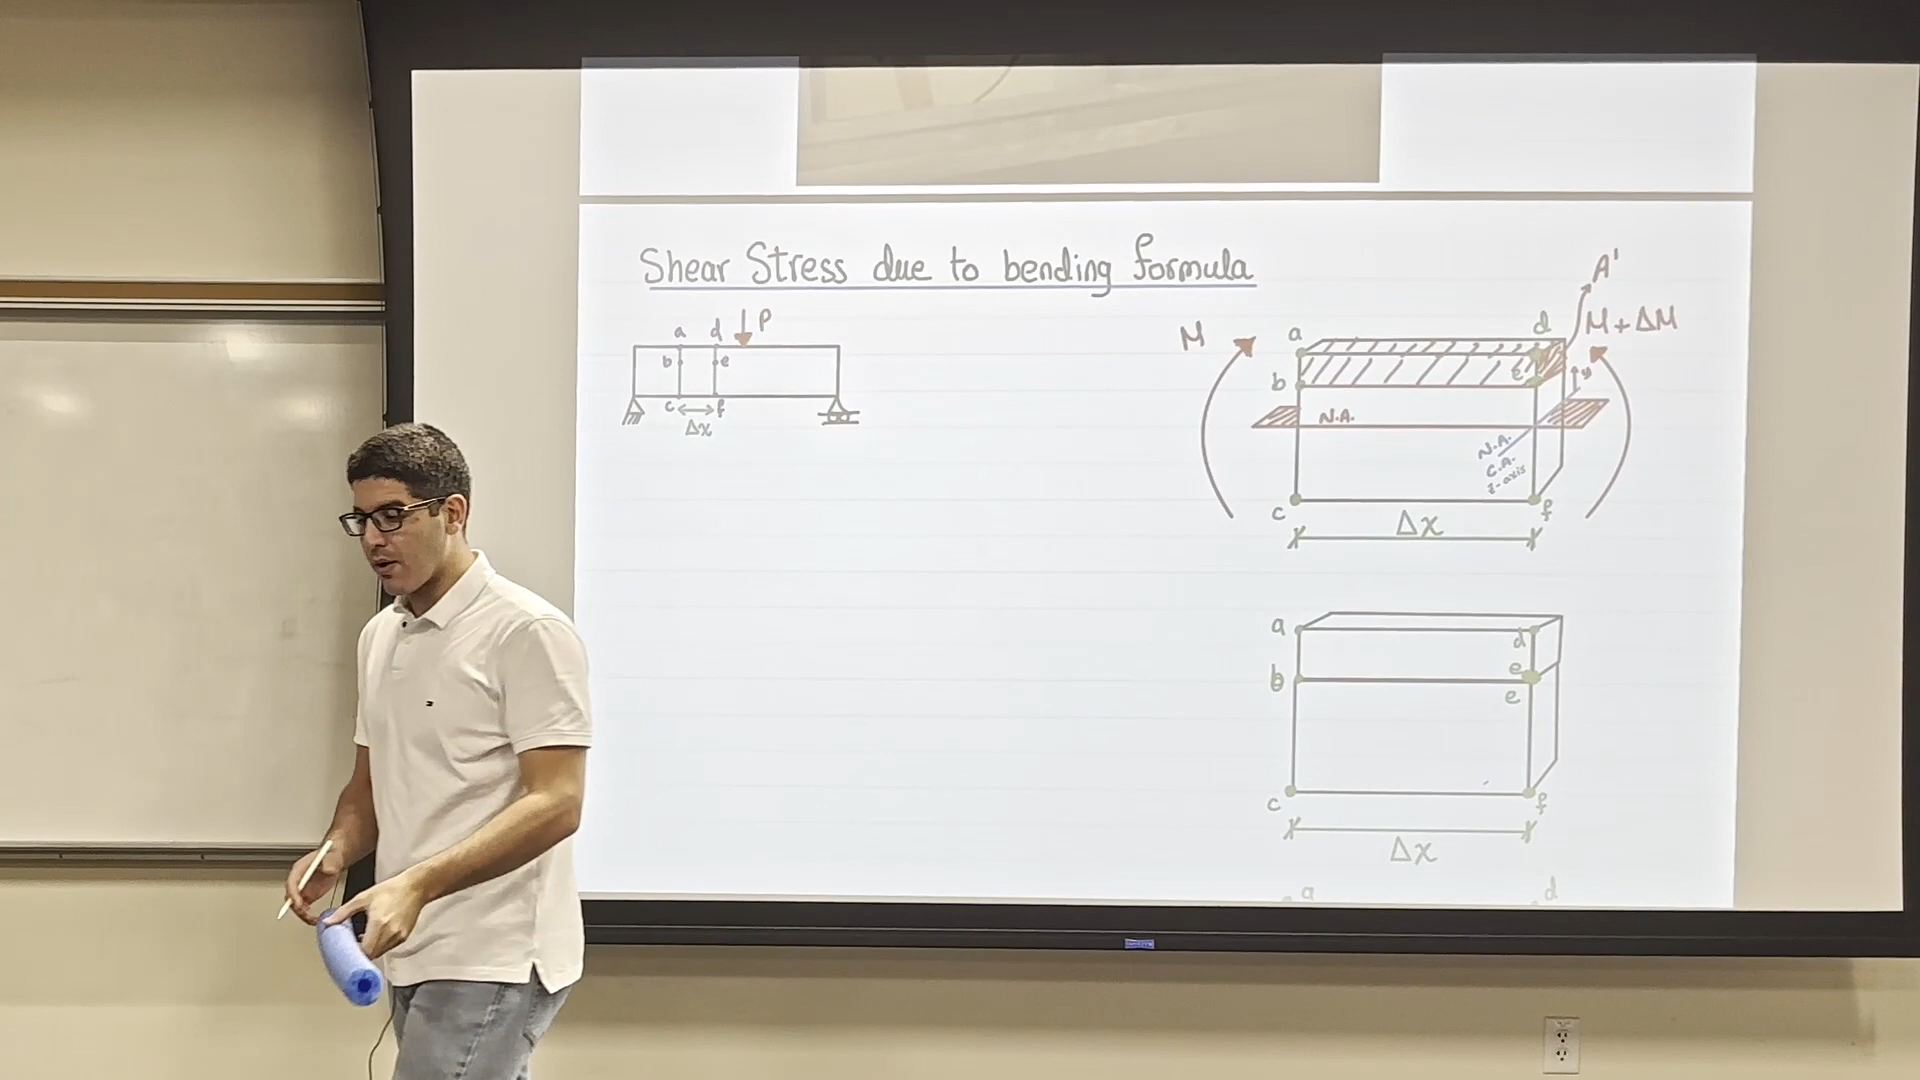 Shear Stress due to bending formula
P
a d
b e
c f
Δx
A'
M M + ΔM
a d
b e
y
N.A.
N.A.
C.A.
z-axis
c f
Δx
a d
b e
e
c f
Δx
a d